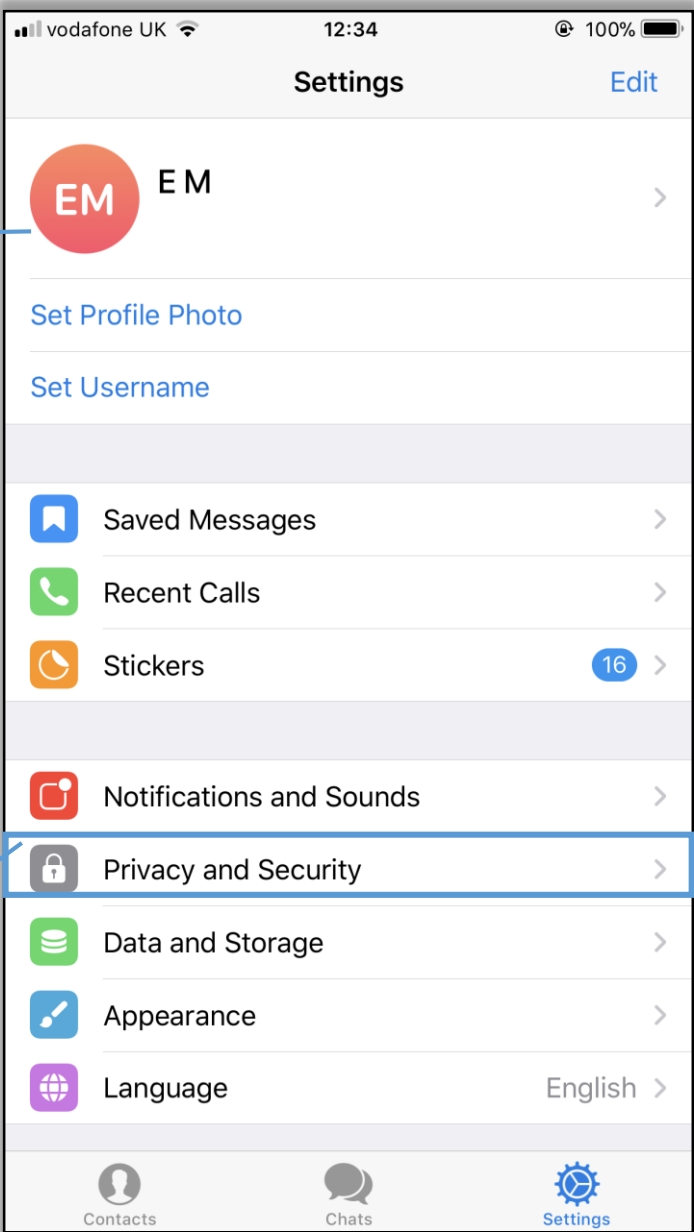 vodafone UK 12:34 100%
Settings Edit
EM E M
Set Profile Photo
Set Username
Saved Messages
Recent Calls
Stickers 16
Notifications and Sounds
Privacy and Security
Data and Storage
Appearance
Language English
Contacts Chats Settings